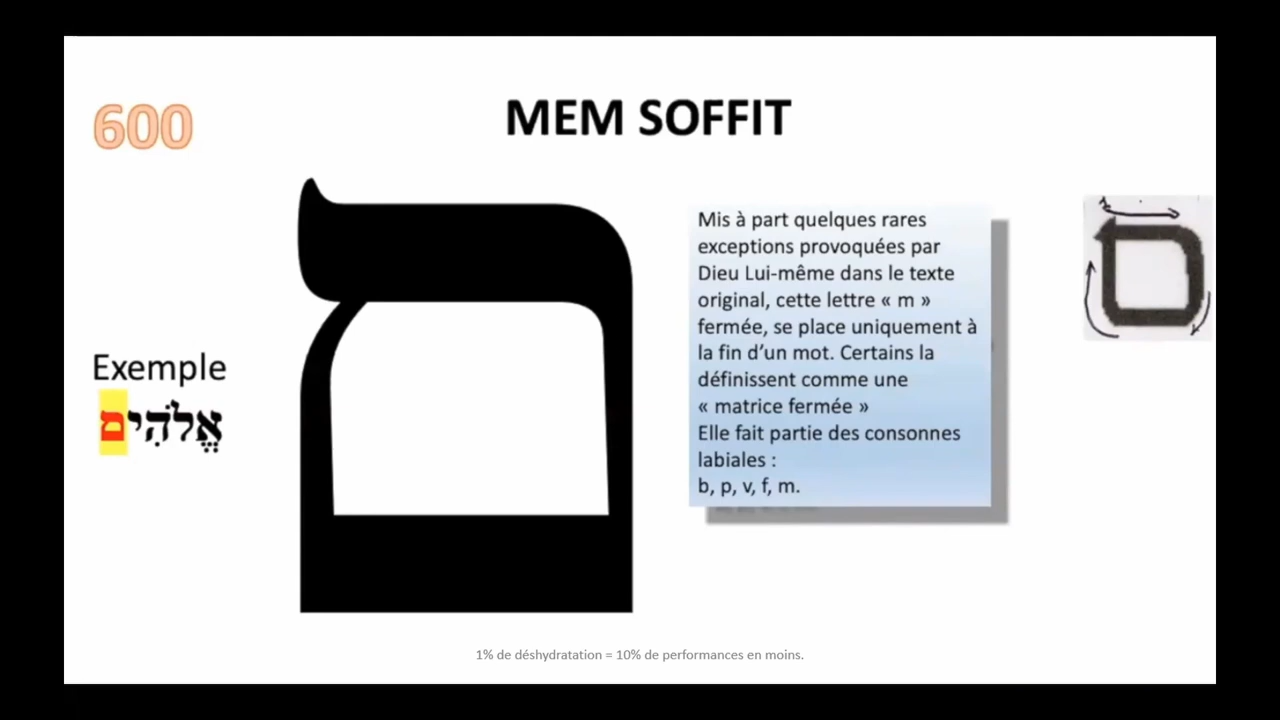 600
MEM SOFFIT
ם
Mis à part quelques rares
exceptions provoquées par
Dieu Lui-même dans le texte
original, cette lettre « m »
fermée, se place uniquement à
la fin d’un mot. Certains la
définissent comme une
« matrice fermée »
Elle fait partie des consonnes
labiales :
b, p, v, f, m.
ם
Exemple
אֱלֹהִים
1% de déshydratation = 10% de performances en moins.